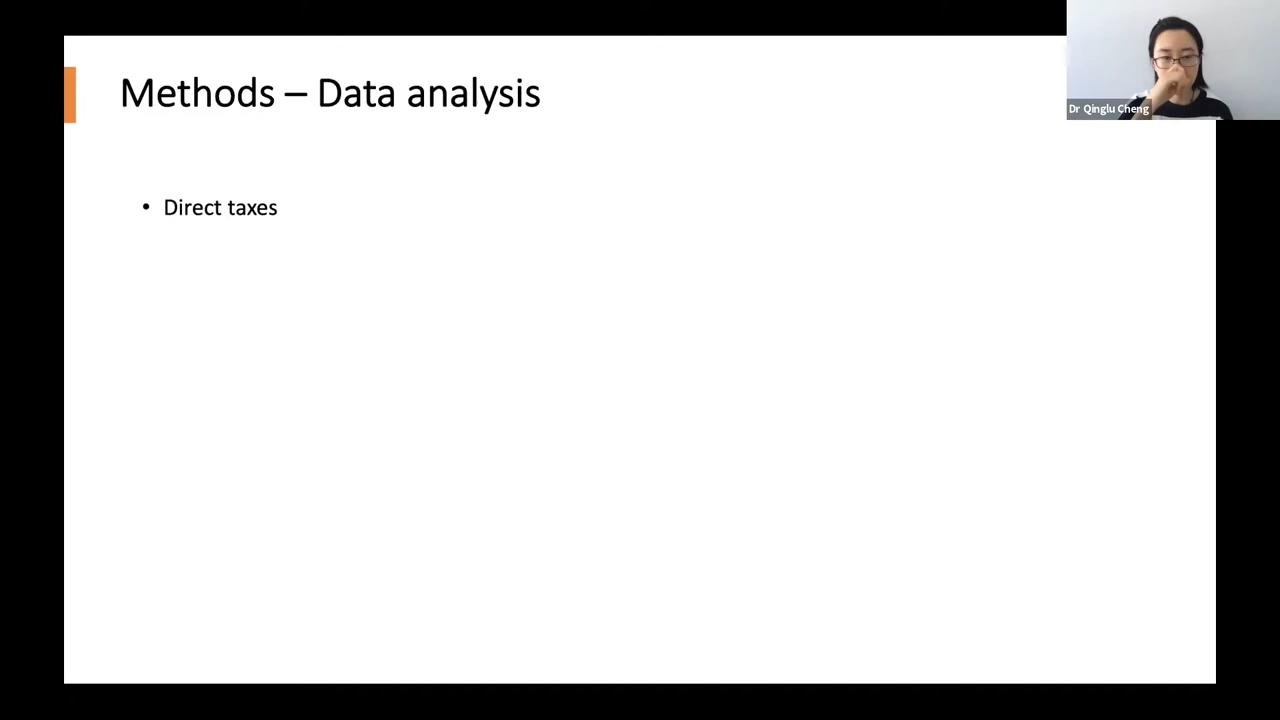 Methods – Data analysis
Dr Qinglu Cheng
• Direct taxes